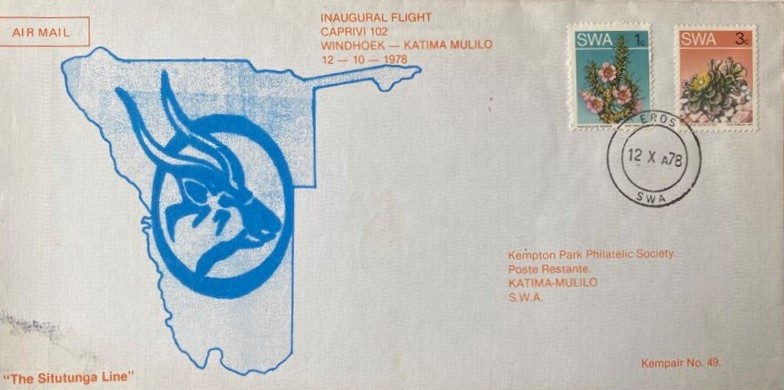 AIR MAIL
INAUGURAL FLIGHT
CAPRIVI 102
WINDHOEK — KATIMA MULILO
12 — 10 — 1978
SWA 1c
SWA 3c
EROS
12 X A78
SWA
Kempton Park Philatelic Society.
Poste Restante.
KATIMA-MULILO
S.W.A.
Kempair No. 49.
"The Situtunga Line"